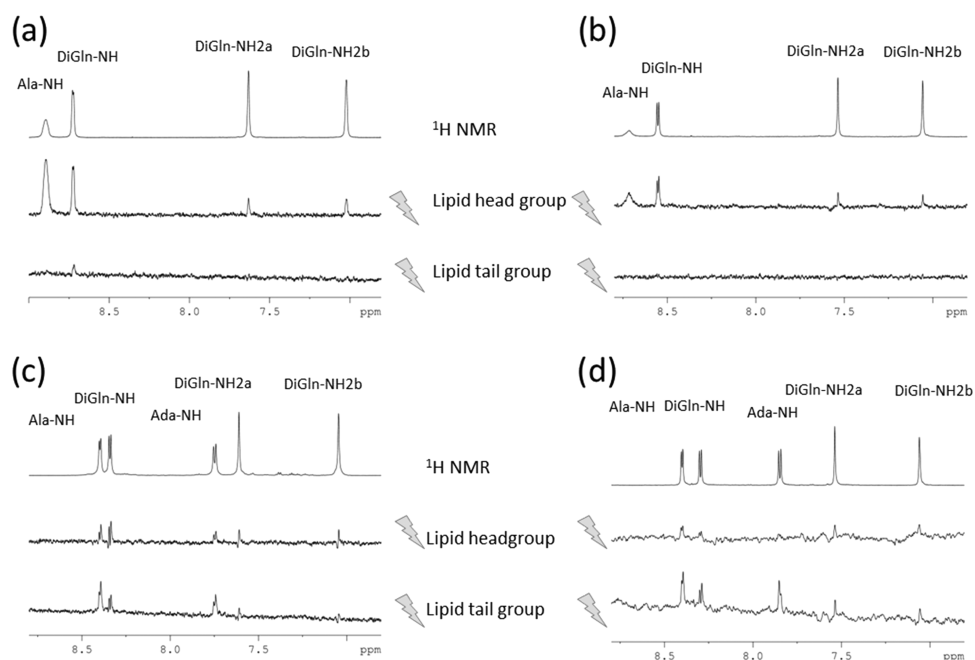 (a)
DiGln-NH
DiGln-NH2a
DiGln-NH2b
Ala-NH
8.5 8.0 7.5 ppm
(b)
DiGln-NH2a
DiGln-NH2b
DiGln-NH
Ala-NH
8.5 8.0 7.5 ppm
¹H NMR
Lipid head group
Lipid tail group
(c)
DiGln-NH2a
DiGln-NH2b
DiGln-NH
Ada-NH
Ala-NH
8.5 8.0 7.5 ppm
(d)
DiGln-NH2a
DiGln-NH2b
Ala-NH
DiGln-NH
Ada-NH
8.5 8.0 7.5 ppm
¹H NMR
Lipid headgroup
Lipid tail group